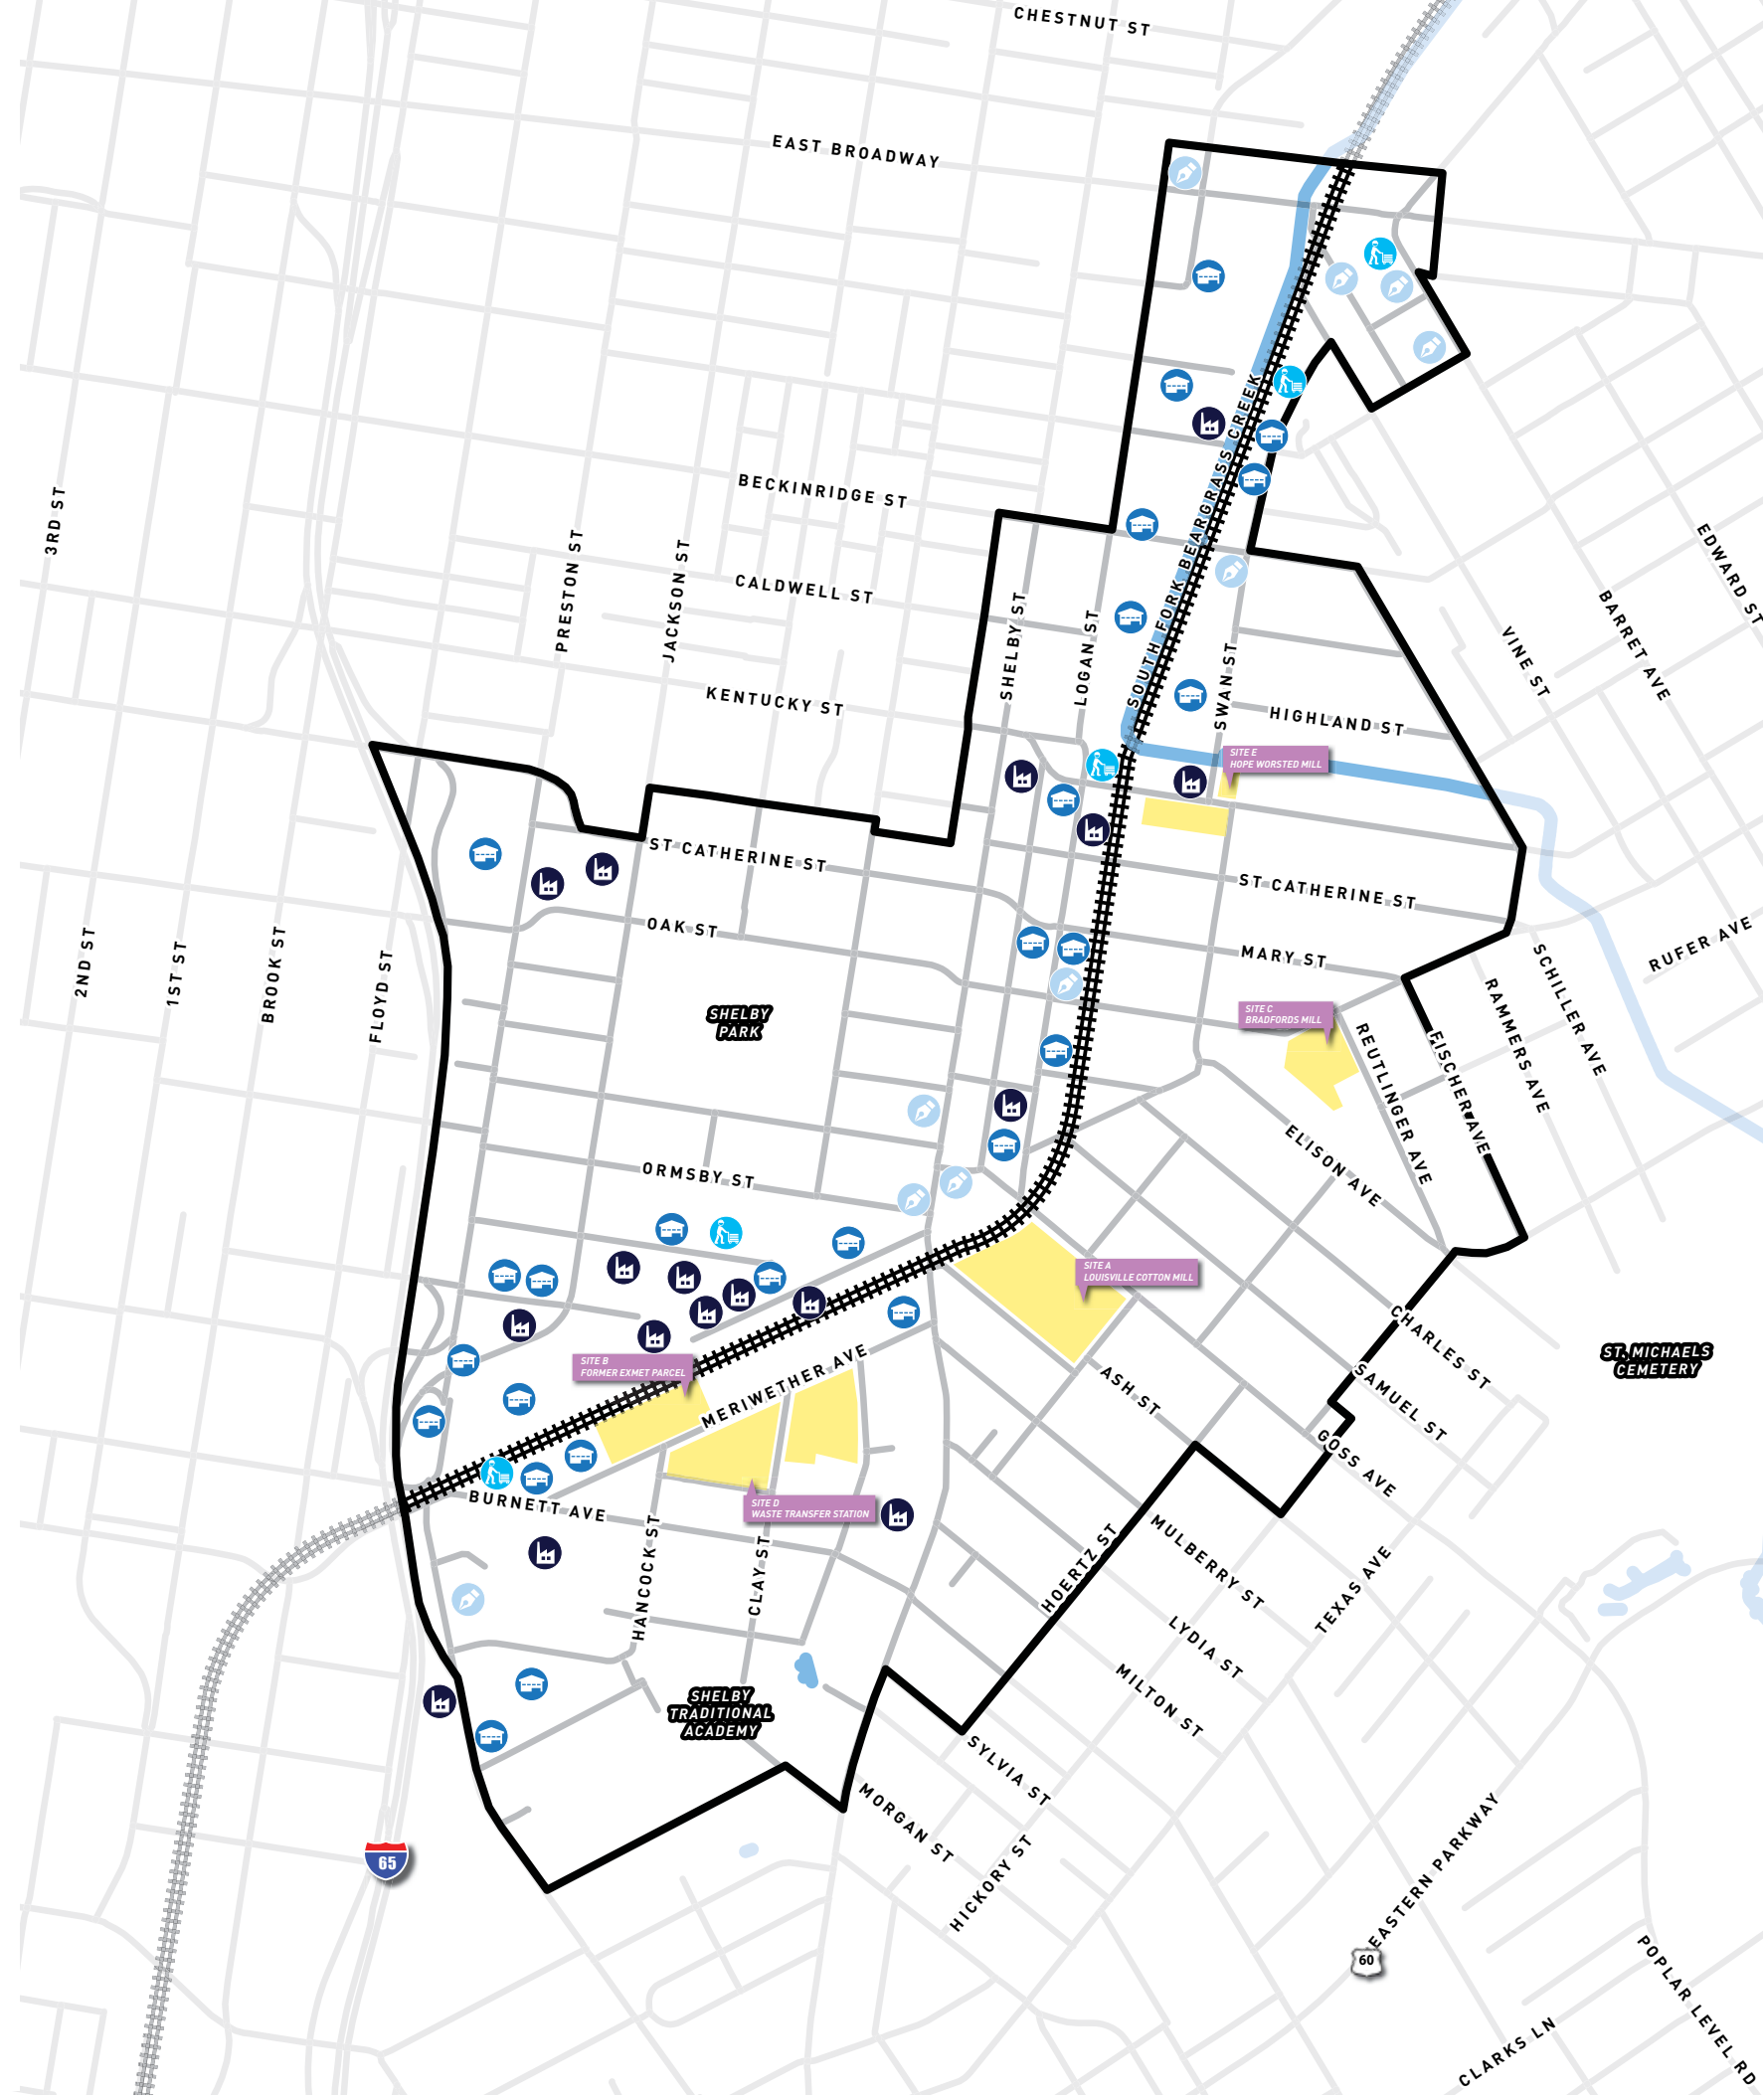 CHESTNUT ST
EAST BROADWAY
BECKINRIDGE ST
3RD ST
PRESTON ST
JACKSON ST
CALDWELL ST
KENTUCKY ST
SHELBY ST
LOGAN ST
SOUTH FORK BEARGRASS CREEK
SWAN ST
HIGHLAND ST
EDWARD ST
BARRET AVE
VINE ST
SITE E
HOPE WORSTED MILL
ST CATHERINE ST
ST CATHERINE ST
OAK ST
MARY ST
2ND ST
1ST ST
BROOK ST
FLOYD ST
RUFER AVE
SCHILLER AVE
RAMMERS AVE
SHELBY
PARK
SITE C
BRADFORDS MILL
REUTLINGER AVE
FISCHER AVE
ELISON AVE
ORMSBY ST
SITE A
LOUISVILLE COTTON MILL
CHARLES ST
ST. MICHAELS
CEMETERY
SITE B
FORMER EXMET PARCEL
MERIWETHER AVE
ASH ST
SAMUEL ST
GOSS AVE
BURNETT AVE
SITE D
WASTE TRANSFER STATION
HANCOCK ST
CLAY ST
HOERTZ ST
MULBERRY ST
TEXAS AVE
LYDIA ST
MILTON ST
SHELBY
TRADITIONAL
ACADEMY
SYLVIA ST
MORGAN ST
HICKORY ST
65
EASTERN PARKWAY
60
POPLAR LEVEL RD
CLARKS LN